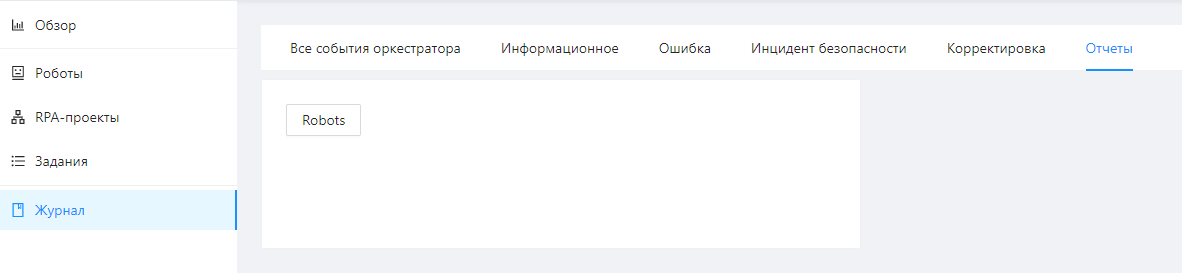 Обзор
Роботы
RPA-проекты
Задания
Журнал
Все события оркестратора Информационное Ошибка Инцидент безопасности Корректировка Отчеты
Robots